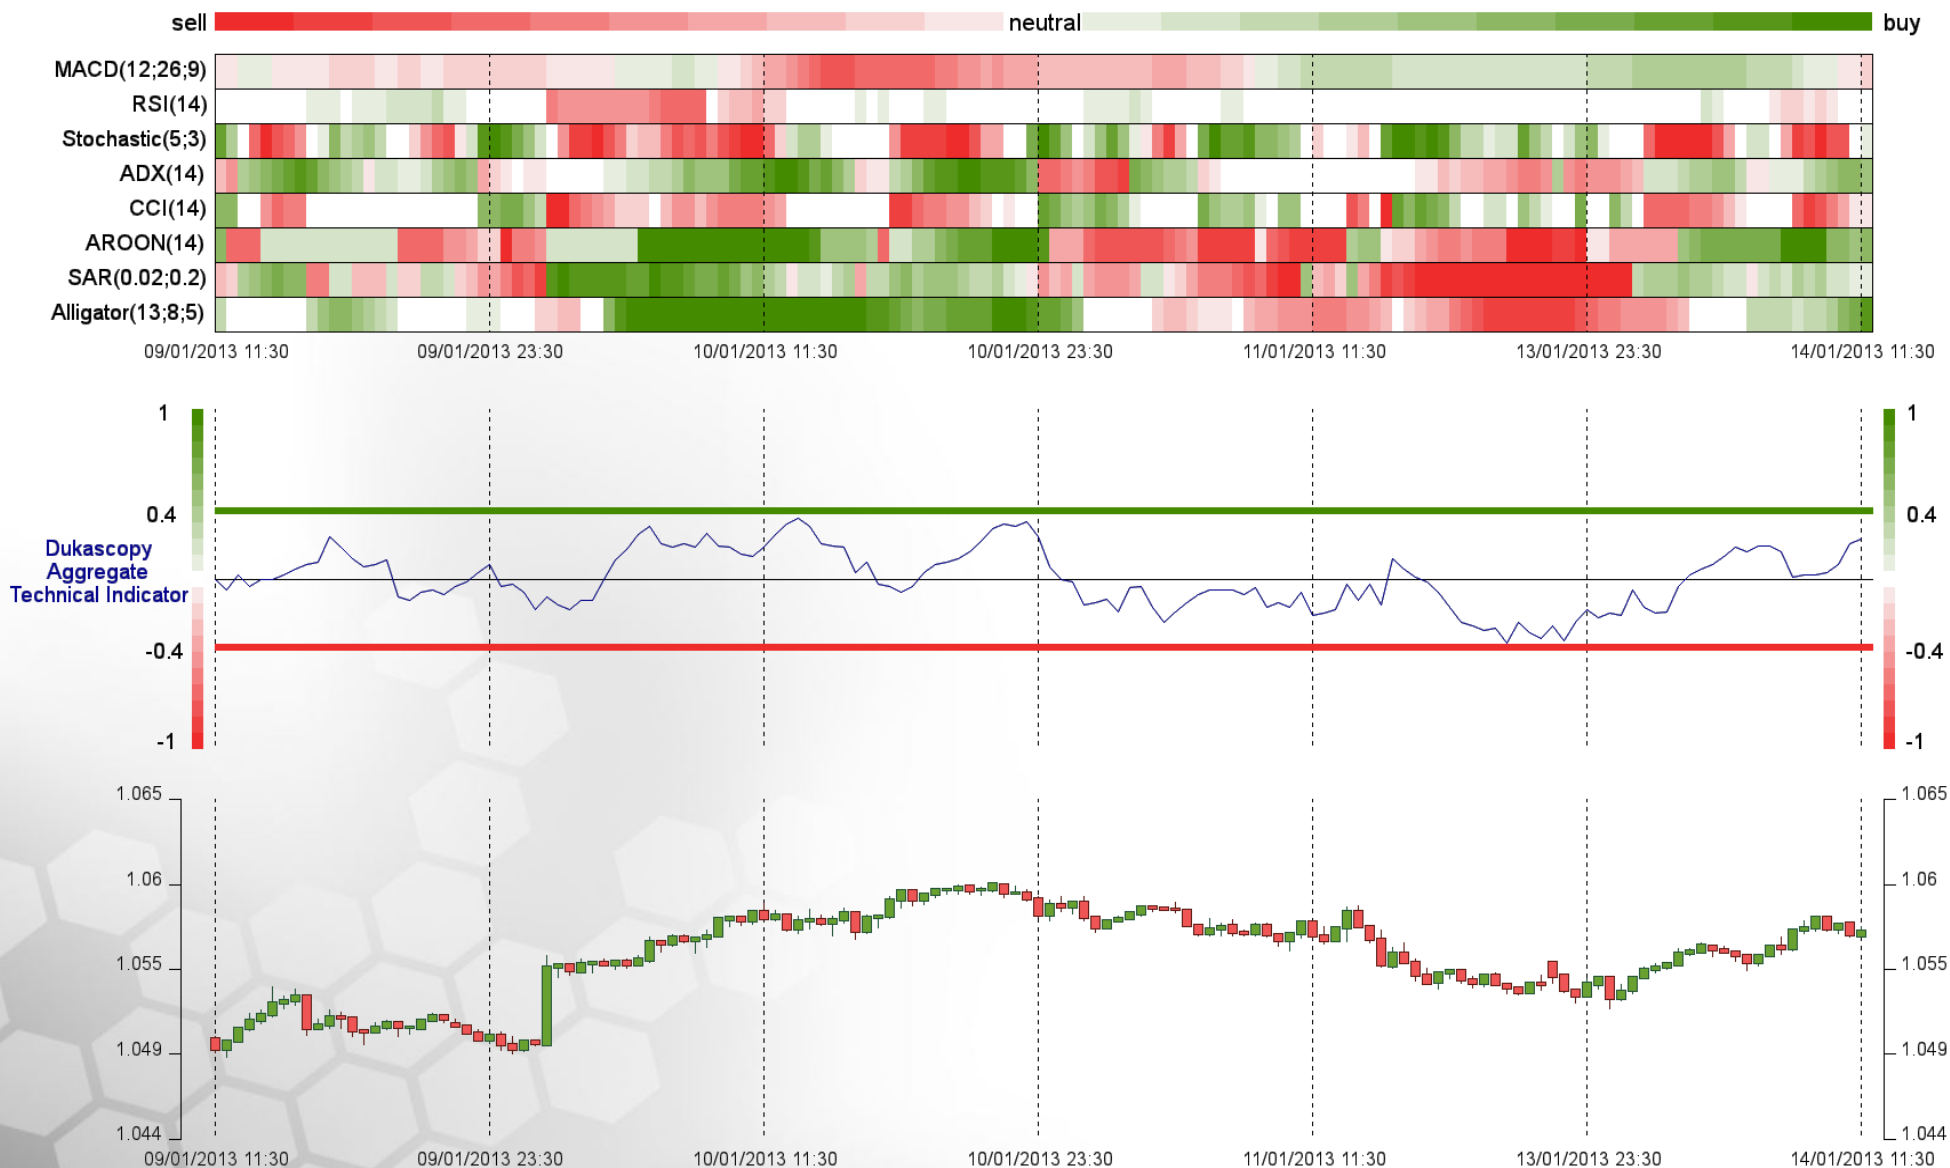 sell neutral buy
MACD(12;26;9)
RSI(14)
Stochastic(5;3)
ADX(14)
CCI(14)
AROON(14)
SAR(0.02;0.2)
Alligator(13;8;5)
09/01/2013 11:30 09/01/2013 23:30 10/01/2013 11:30 10/01/2013 23:30 11/01/2013 11:30 13/01/2013 23:30 14/01/2013 11:30
1 1
0.4 0.4
Dukascopy
Aggregate
Technical Indicator
-0.4 -0.4
-1 -1
1.065 1.065
1.06 1.06
1.055 1.055
1.049 1.049
1.044 1.044
09/01/2013 11:30 09/01/2013 23:30 10/01/2013 11:30 10/01/2013 23:30 11/01/2013 11:30 13/01/2013 23:30 14/01/2013 11:30